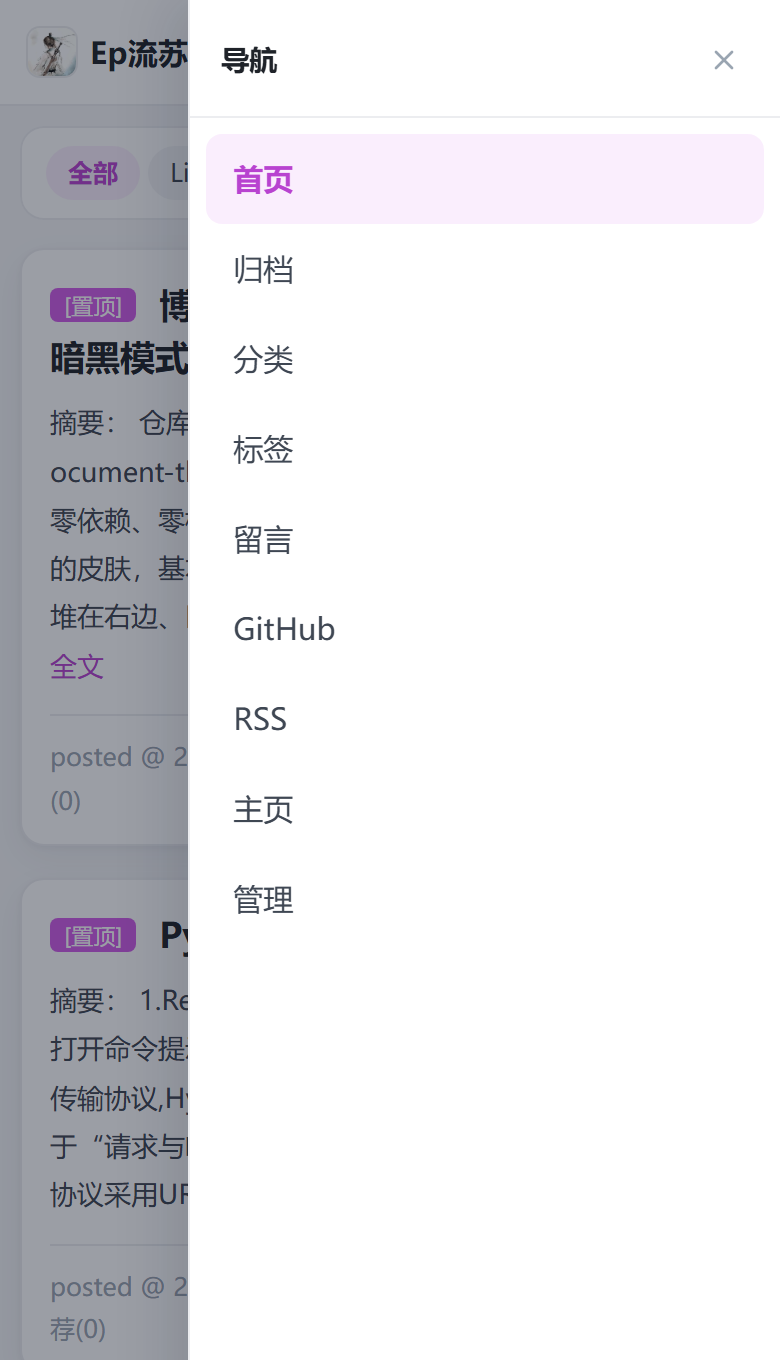 Ep流苏
导航
全部
Li
首页
归档
分类
标签
留言
GitHub
RSS
主页
管理
[置顶] 博
暗黑模式
摘要： 仓库
ocument-t
零依赖、零
的皮肤，基
堆在右边、
全文
posted @ 2
(0)
[置顶] Py
摘要： 1.Re
打开命令提
传输协议,Hy
于“请求与
协议采用UR
posted @ 2
荐(0)